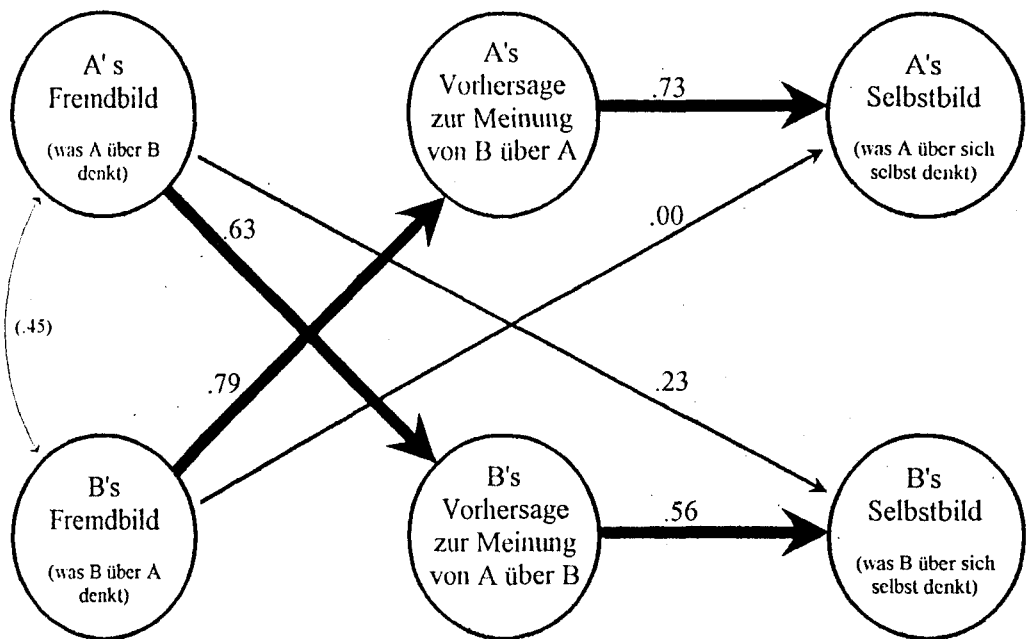 A' s
Fremdbild
(was A über B
denkt)
A's
Vorhersage
zur Meinung
von B über A
.73
A's
Selbstbild
(was A über sich
selbst denkt)
.63
.00
(.45)
.79
.23
B's
Fremdbild
(was B über A
denkt)
B's
Vorhersage
zur Meinung
von A über B
.56
B's
Selbstbild
(was B über sich
selbst denkt)